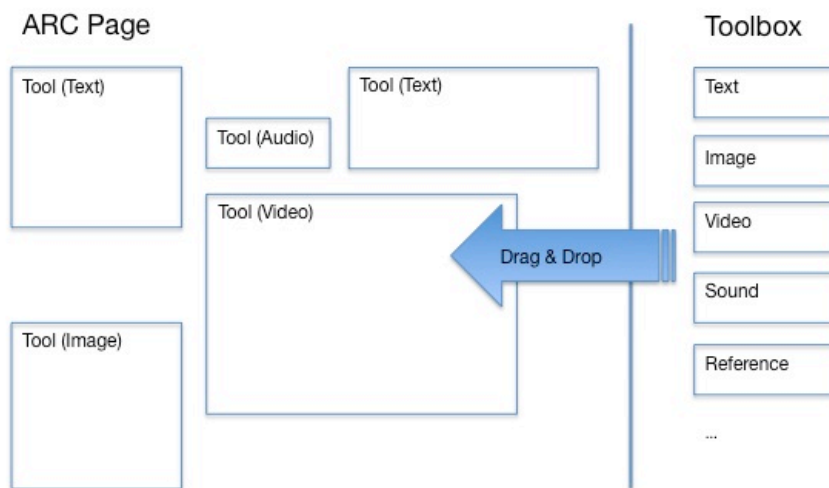 ARC Page
Tool (Text)
Tool (Audio)
Tool (Text)
Tool (Video)
Tool (Image)
Drag & Drop
Toolbox
Text
Image
Video
Sound
Reference
...